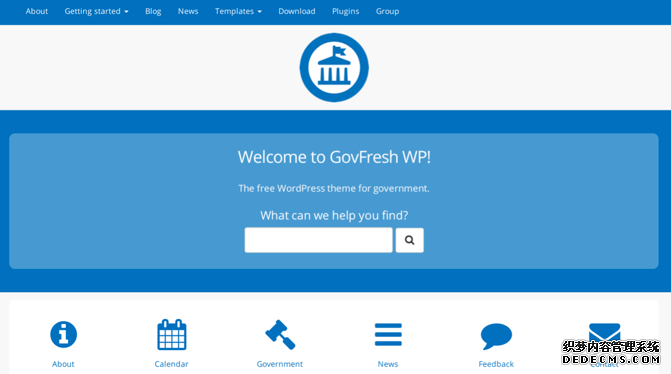 About Getting started Blog News Templates Download Plugins Group
Welcome to GovFresh WP!
The free WordPress theme for government.
What can we help you find?
About Calendar Government News Feedback Contact
织梦内容管理系统
DEDECMS.COM